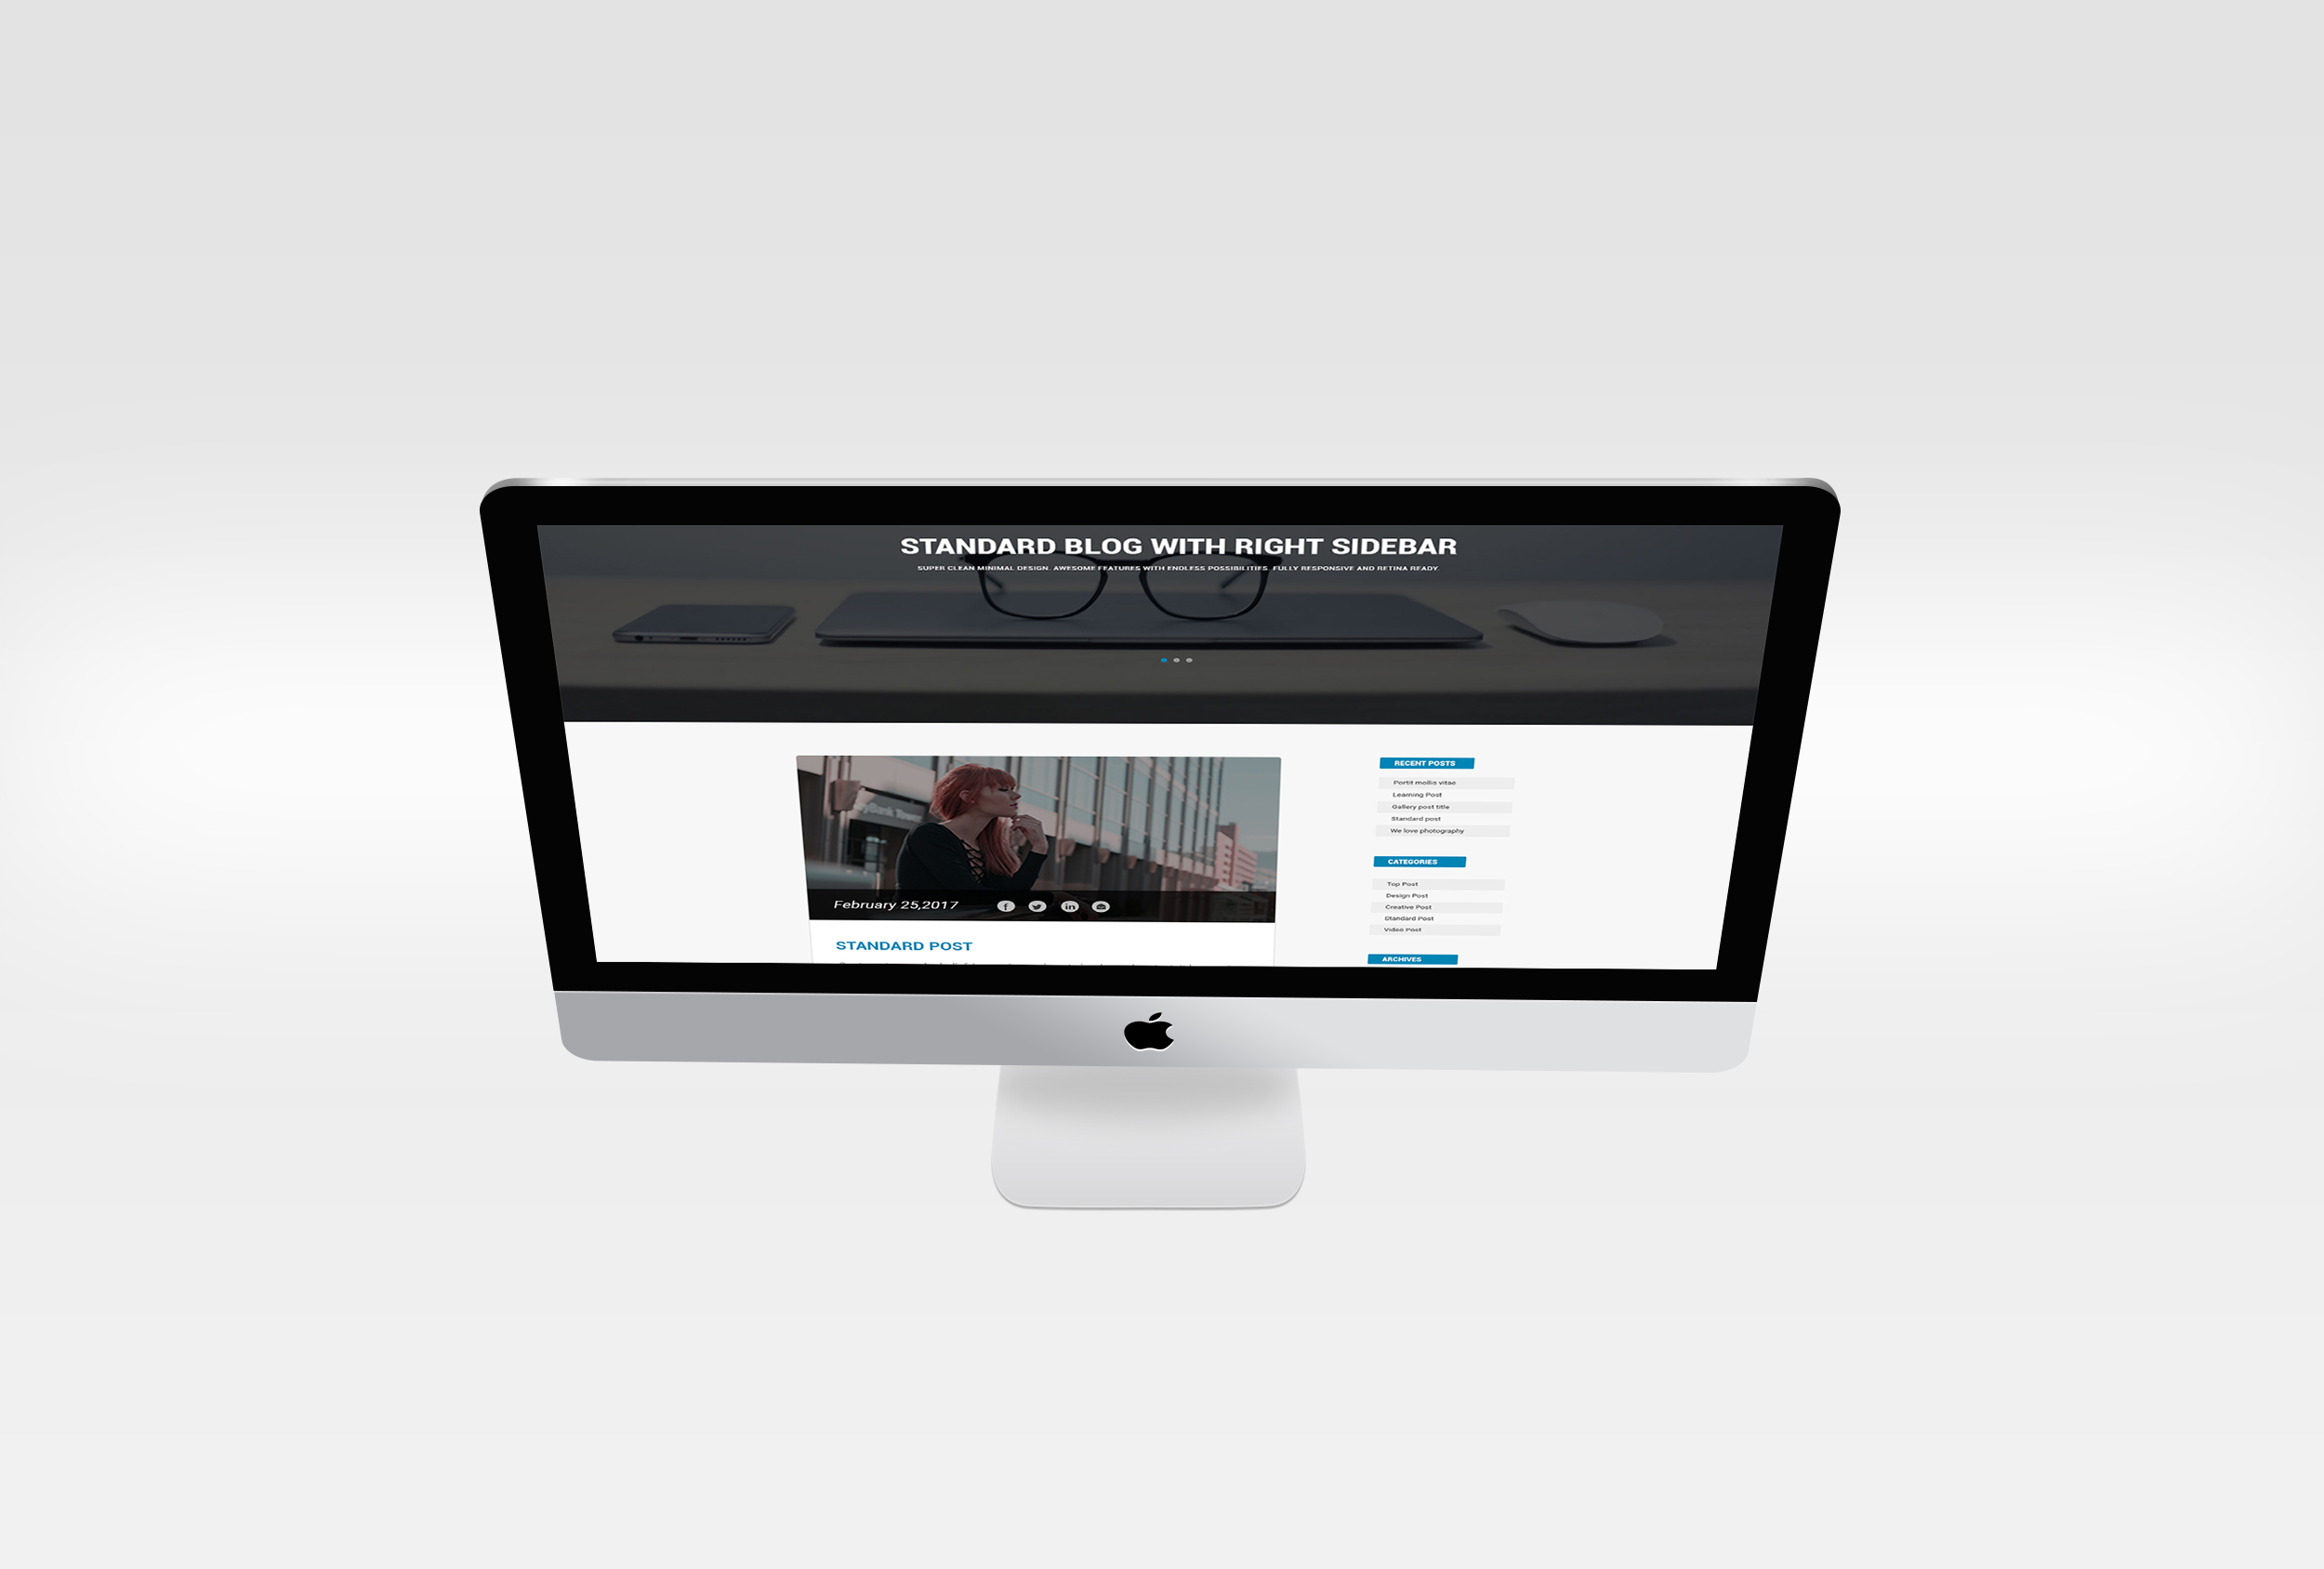 STANDARD BLOG WITH RIGHT SIDEBAR
SUPER CLEAN MINIMAL DESIGN. AWESOME FEATURES WITH ENDLESS POSSIBILITIES. FULLY RESPONSIVE AND RETINA READY.
February 25,2017
f in
STANDARD POST
RECENT POSTS
Portit mollis vitae
Learning Post
Gallery post title
Standard post
We love photography
CATEGORIES
Top Post
Design Post
Creative Post
Standard Post
Video Post
ARCHIVES